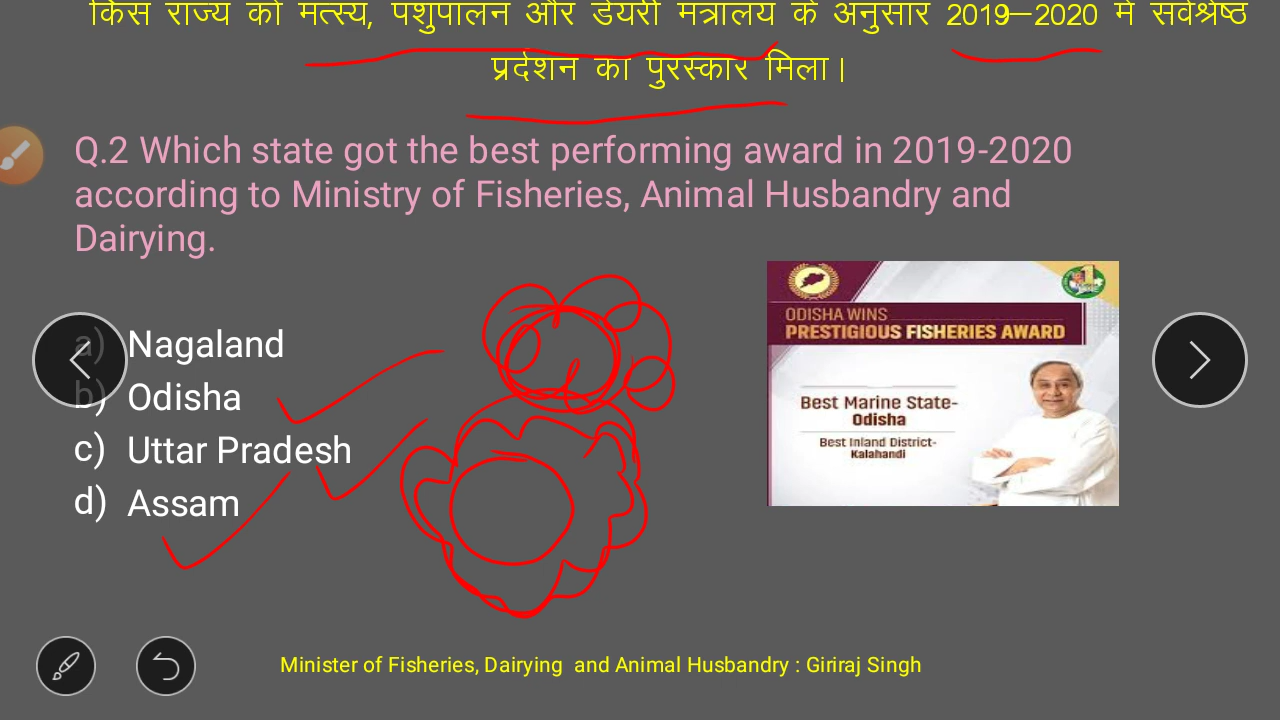 किस राज्य को मत्स्य, पशुपालन और डेयरी मंत्रालय के अनुसार 2019–2020 में सर्वश्रेष्ठ
प्रदर्शन का पुरस्कार मिला।
Q.2 Which state got the best performing award in 2019-2020
according to Ministry of Fisheries, Animal Husbandry and
Dairying.
a) Nagaland
b) Odisha
c) Uttar Pradesh
d) Assam
ODISHA WINS
PRESTIGIOUS FISHERIES AWARD
Best Marine State-
Odisha
Best Inland District-
Kalahandi
Minister of Fisheries, Dairying and Animal Husbandry : Giriraj Singh